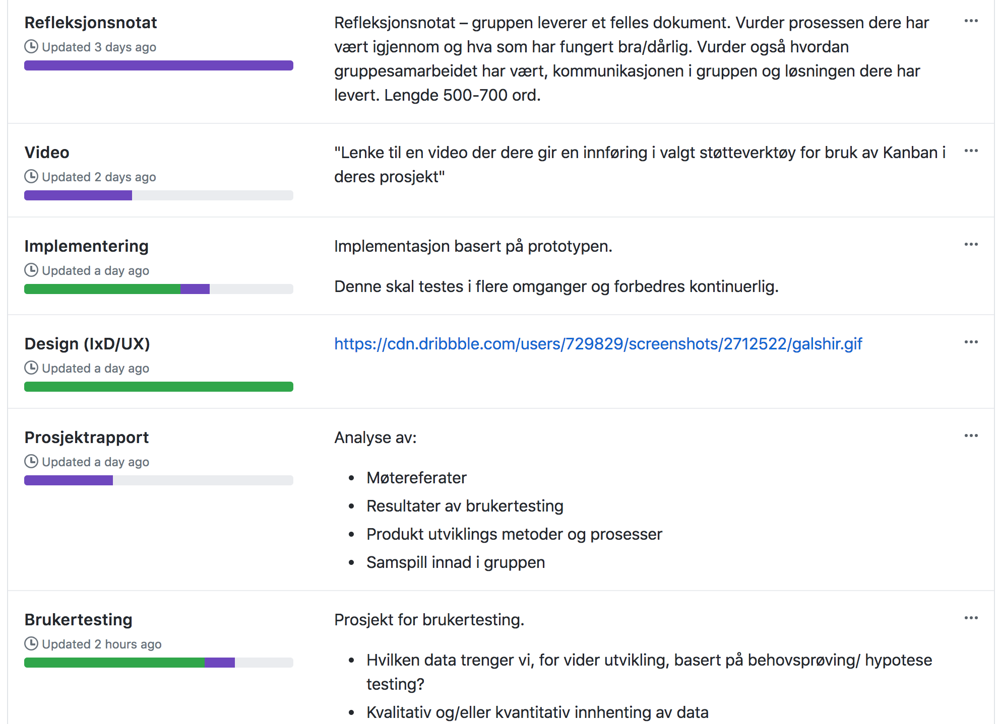 Refleksjonsnotat
Updated 3 days ago
Refleksjonsnotat – gruppen leverer et felles dokument. Vurder prosessen dere har
vært igjennom og hva som har fungert bra/dårlig. Vurder også hvordan
gruppesamarbeidet har vært, kommunikasjonen i gruppen og løsningen dere har
levert. Lengde 500-700 ord.
Video
Updated 2 days ago
"Lenke til en video der dere gir en innføring i valgt støtteverktøy for bruk av Kanban i
deres prosjekt"
Implementering
Updated a day ago
Implementasjon basert på prototypen.
Denne skal testes i flere omganger og forbedres kontinuerlig.
Design (IxD/UX)
Updated a day ago
https://cdn.dribbble.com/users/729829/screenshots/2712522/galshir.gif
Prosjektrapport
Updated a day ago
Analyse av:
• Møtereferater
• Resultater av brukertesting
• Produkt utviklings metoder og prosesser
• Samspill innad i gruppen
Brukertesting
Updated 2 hours ago
Prosjekt for brukertesting.
• Hvilken data trenger vi, for vider utvikling, basert på behovsprøving/ hypotese
testing?
• Kvalitativ og/eller kvantitativ innhenting av data